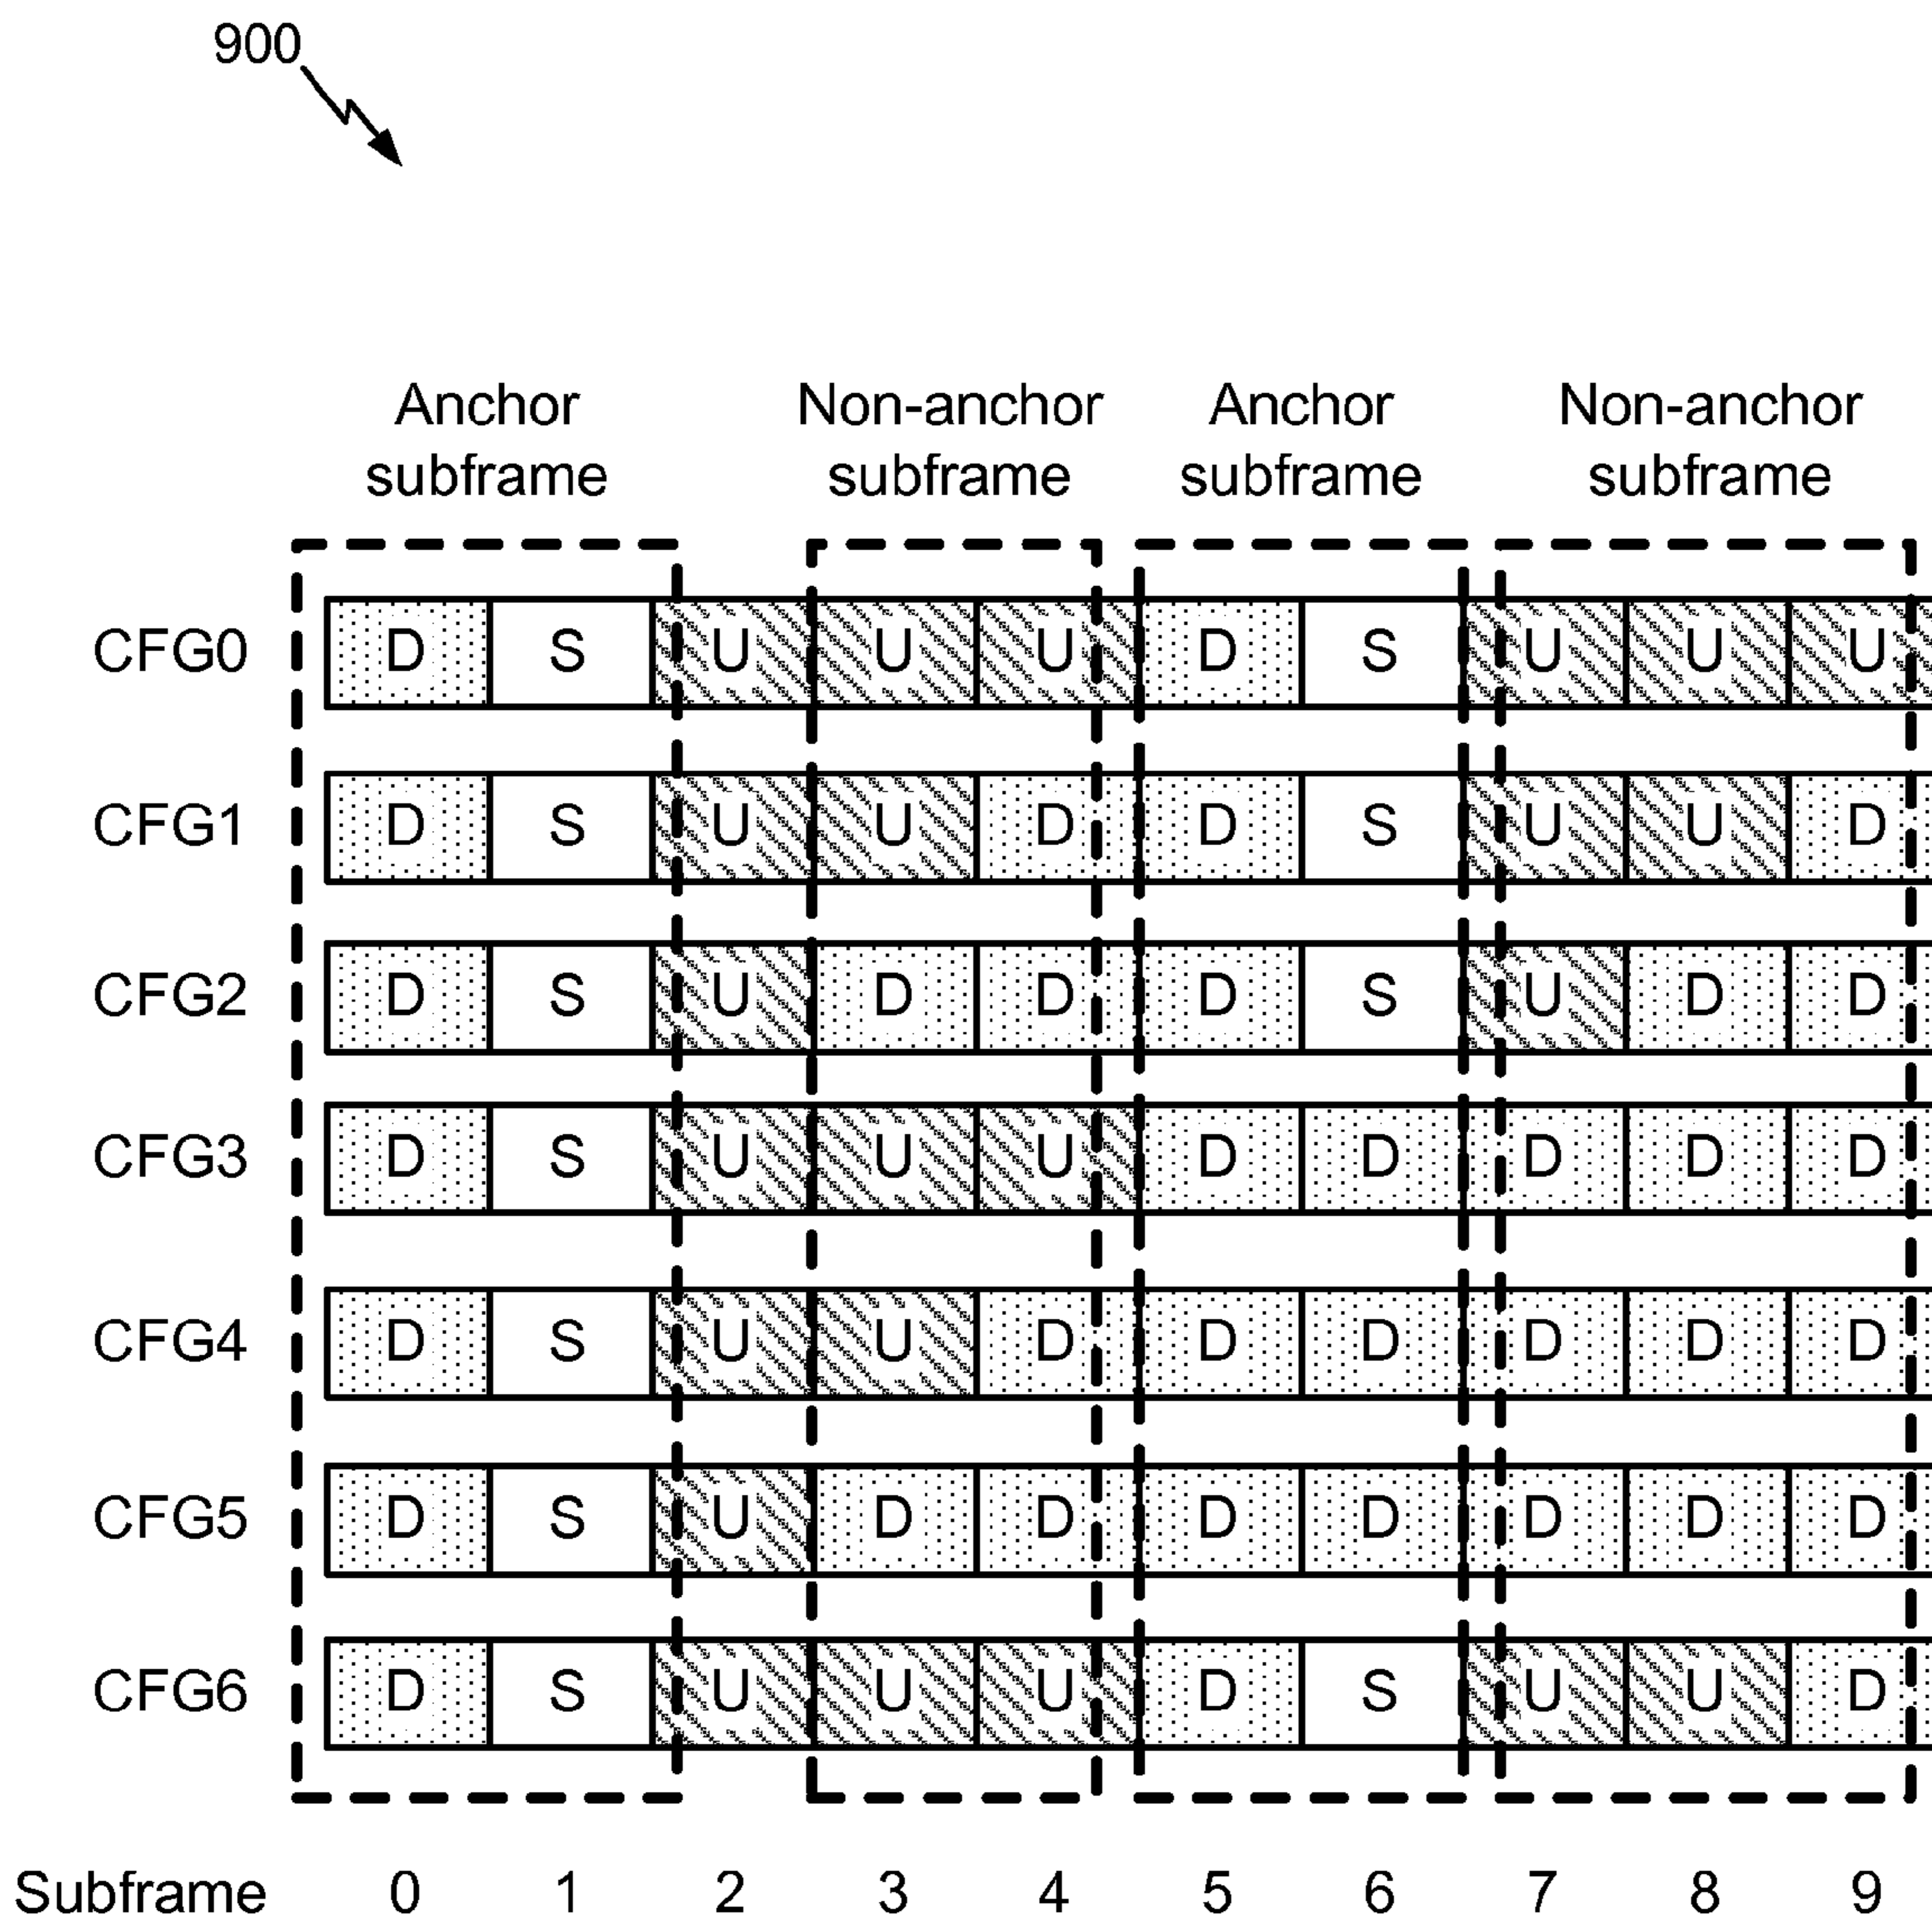 900
Anchor subframe
Non-anchor subframe
Anchor subframe
Non-anchor subframe
CFG0 D S U U U D S U U U
CFG1 D S U U D D S U U D
CFG2 D S U D D D S U D D
CFG3 D S U U U D D D D D
CFG4 D S U U D D D D D D
CFG5 D S U D D D D D D D
CFG6 D S U U U D S U U D
Subframe 0 1 2 3 4 5 6 7 8 9